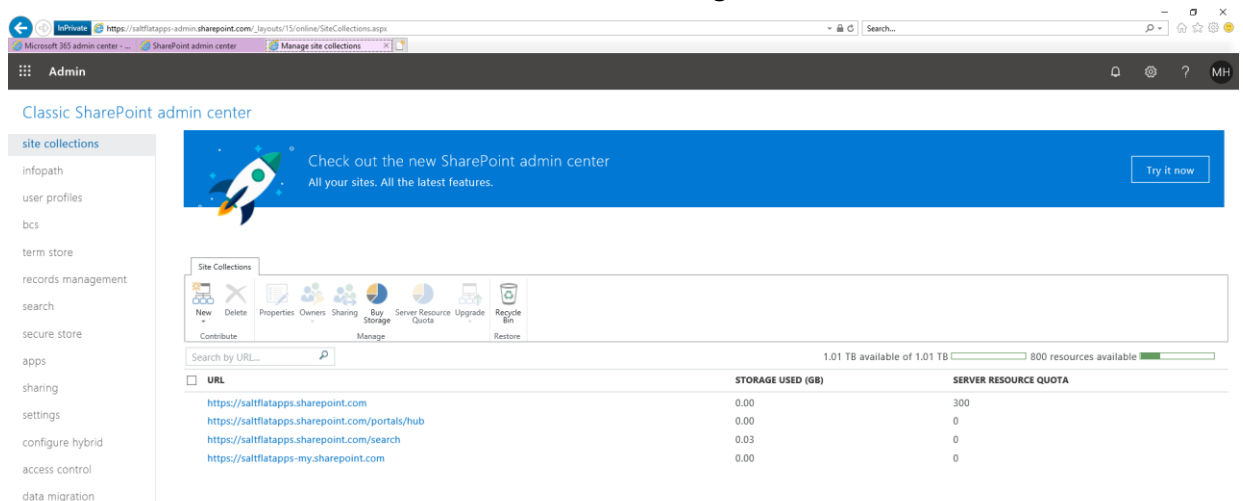 InPrivate https://saltflatapps-admin.sharepoint.com/_layouts/15/online/SiteCollections.aspx Search...
Microsoft 365 admin center - ... SharePoint admin center Manage site collections
Admin ? MH
Classic SharePoint admin center
site collections
infopath
user profiles
bcs
term store
records management
search
secure store
apps
sharing
settings
configure hybrid
access control
data migration
Check out the new SharePoint admin center
All your sites. All the latest features.
Try it now
Site Collections
New Delete Properties Owners Sharing Buy Storage Server Resource Quota Upgrade Recycle Bin
Contribute Manage Restore
Search by URL... 1.01 TB available of 1.01 TB 800 resources available
URL STORAGE USED (GB) SERVER RESOURCE QUOTA
https://saltflatapps.sharepoint.com 0.00 300
https://saltflatapps.sharepoint.com/portals/hub 0.00 0
https://saltflatapps.sharepoint.com/search 0.03 0
https://saltflatapps-my.sharepoint.com 0.00 0